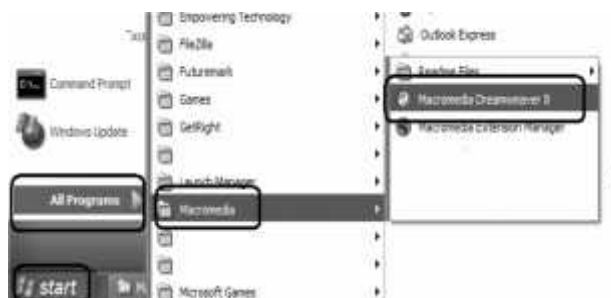 Empowering Technology
FileZilla
Futuremark
Games
GetRight
Launch Manager
Macromedia
Microsoft Games
Command Prompt
Windows Update
All Programs
start
Outlook Express
Reading Files
Macromedia Dreamweaver 8
Macromedia Extension Manager